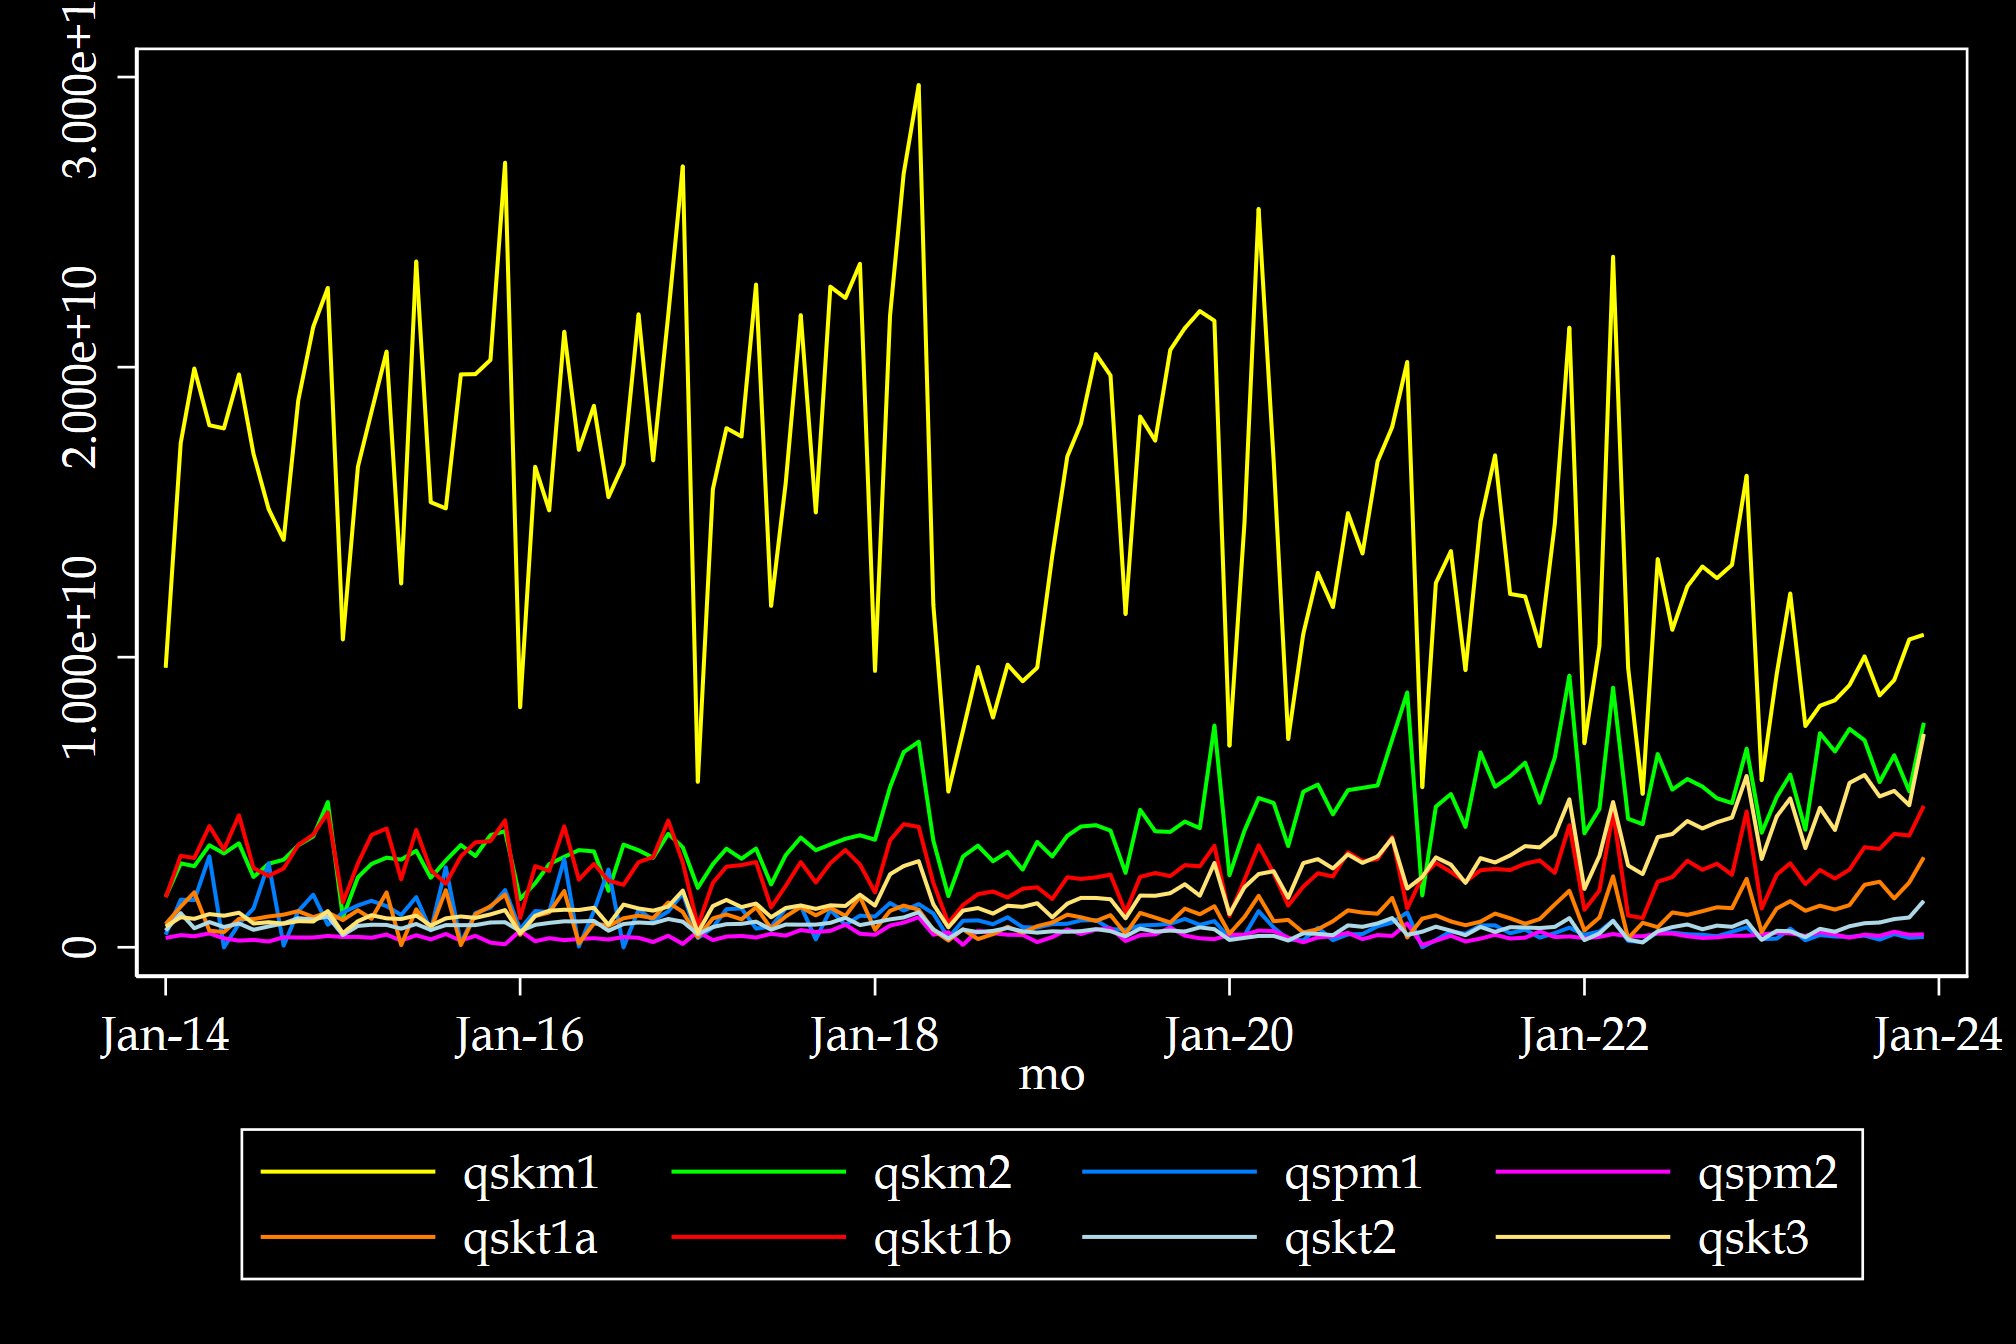 3.000e+1
2.000e+10
1.000e+10
0
Jan-14 Jan-16 Jan-18 Jan-20 Jan-22 Jan-24
mo
qskm1 qskm2 qspm1 qspm2
qskt1a qskt1b qskt2 qskt3